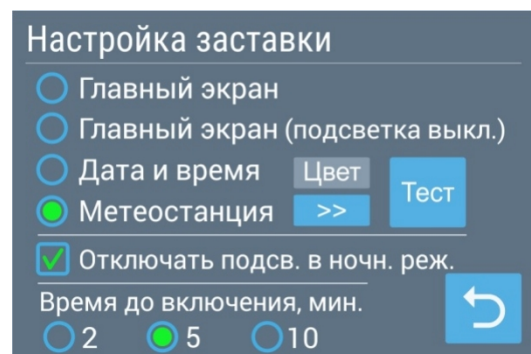 Настройка заставки
Главный экран
Главный экран (подсветка выкл.)
Дата и время Цвет
Тест
Метеостанция >>
Отключать подсв. в ночн. реж.
Время до включения, мин.
2 5 10